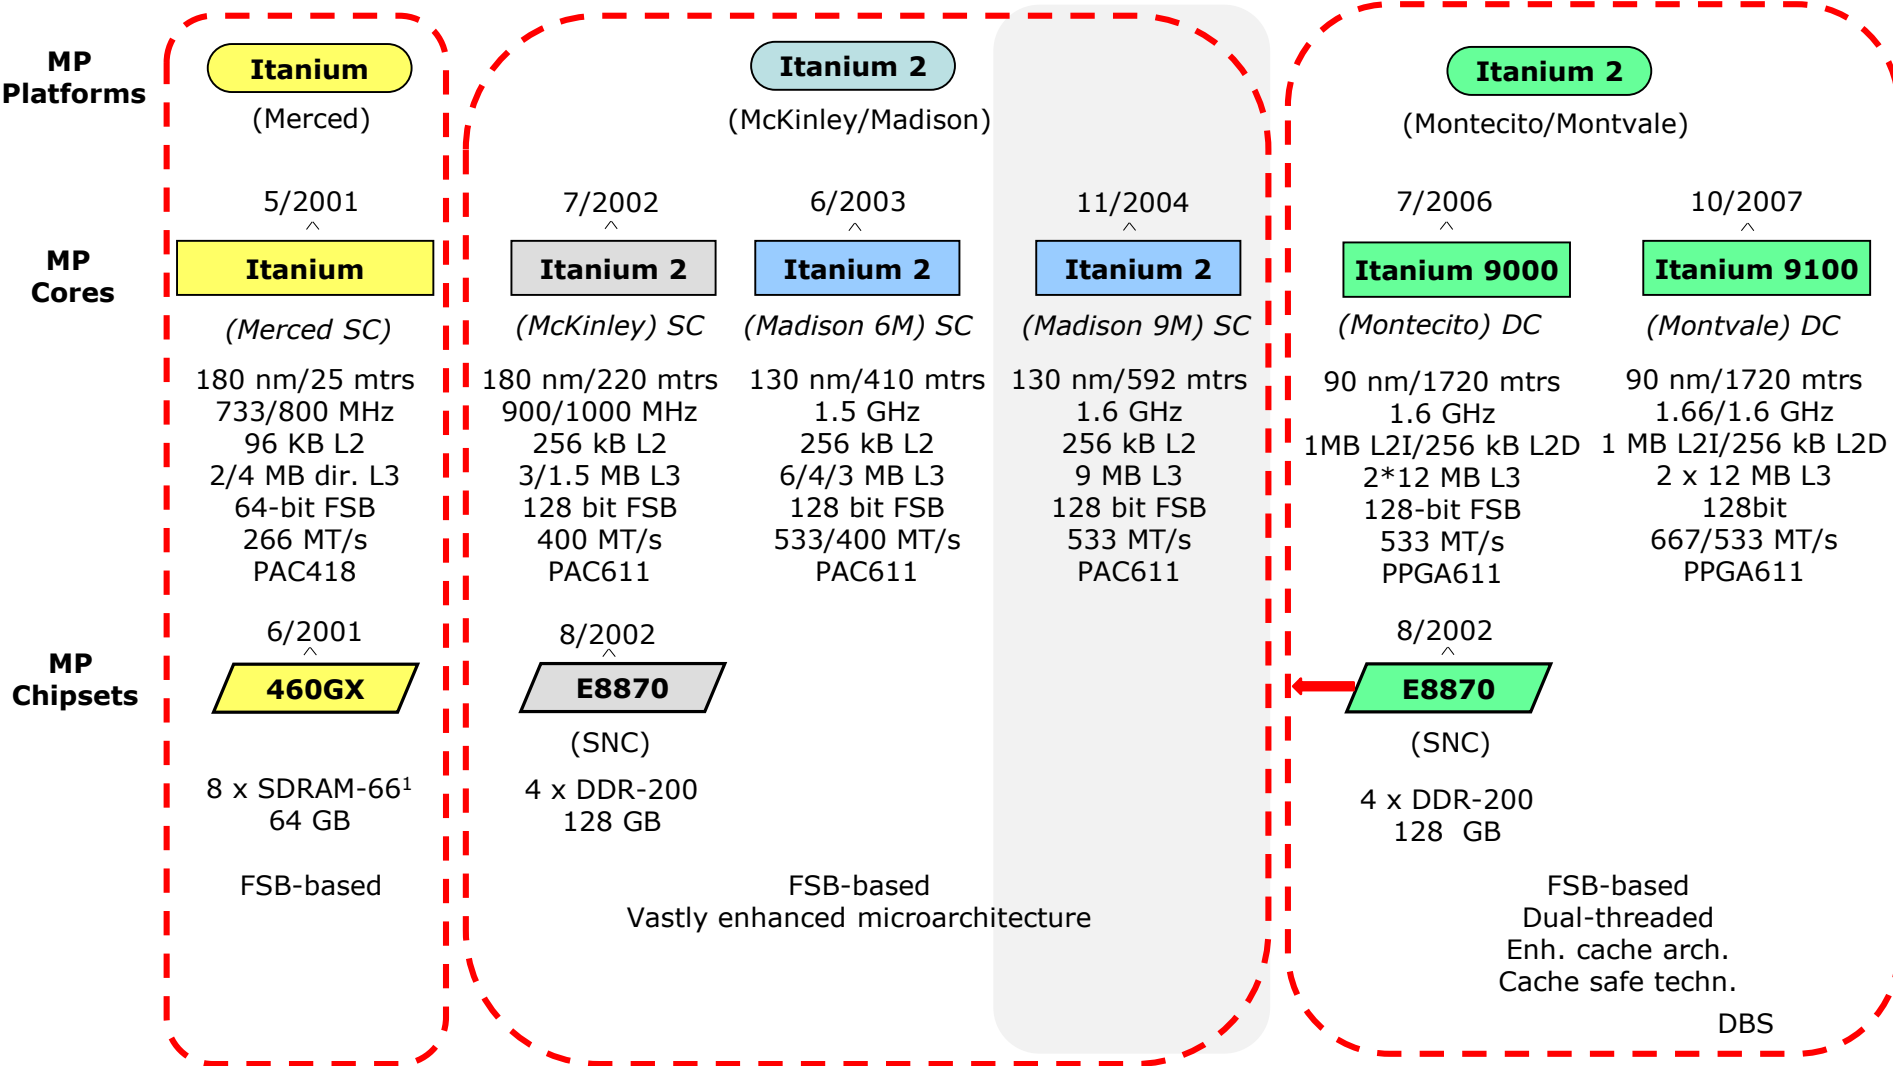 MP
Platforms
Itanium
(Merced)
Itanium 2
(McKinley/Madison)
Itanium 2
(Montecito/Montvale)
MP
Cores
5/2001
Itanium
(Merced SC)
180 nm/25 mtrs
733/800 MHz
96 KB L2
2/4 MB dir. L3
64-bit FSB
266 MT/s
PAC418
7/2002
Itanium 2
(McKinley) SC
180 nm/220 mtrs
900/1000 MHz
256 kB L2
3/1.5 MB L3
128 bit FSB
400 MT/s
PAC611
6/2003
Itanium 2
(Madison 6M) SC
130 nm/410 mtrs
1.5 GHz
256 kB L2
6/4/3 MB L3
128 bit FSB
533/400 MT/s
PAC611
11/2004
Itanium 2
(Madison 9M) SC
130 nm/592 mtrs
1.6 GHz
256 kB L2
9 MB L3
128 bit FSB
533 MT/s
PAC611
7/2006
Itanium 9000
(Montecito) DC
90 nm/1720 mtrs
1.6 GHz
1MB L2I/256 kB L2D
2*12 MB L3
128-bit FSB
533 MT/s
PPGA611
10/2007
Itanium 9100
(Montvale) DC
90 nm/1720 mtrs
1.66/1.6 GHz
1 MB L2I/256 kB L2D
2 x 12 MB L3
128bit
667/533 MT/s
PPGA611
MP
Chipsets
6/2001
460GX
8 x SDRAM-66¹
64 GB
FSB-based
8/2002
E8870
(SNC)
4 x DDR-200
128 GB
FSB-based
Vastly enhanced microarchitecture
8/2002
E8870
(SNC)
4 x DDR-200
128 GB
FSB-based
Dual-threaded
Enh. cache arch.
Cache safe techn.
DBS